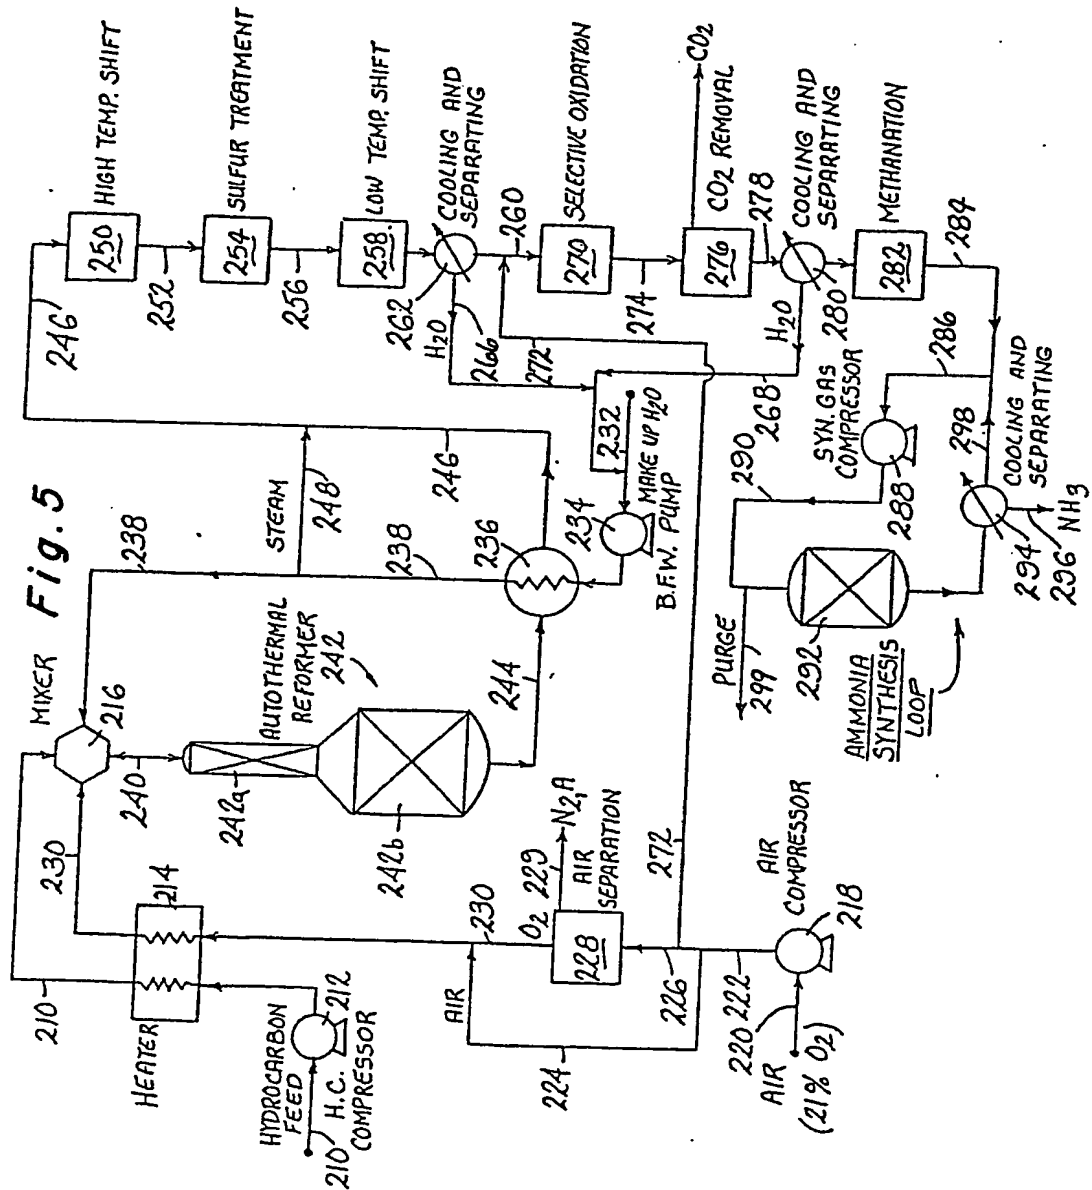 Fig. 5
MIXER
216
238
STEAM
248
238
246
246
HIGH TEMP. SHIFT
250
252
SULFUR TREATMENT
254
256
LOW TEMP. SHIFT
258
COOLING AND
SEPARATING
262
H2O
266
260
SELECTIVE OXIDATION
270
272
274
CO2
CO2 REMOVAL
276
278
COOLING AND
SEPARATING
280
H2O
268
METHANATION
282
284
286
SYN. GAS
COMPRESSOR
288
290
298
COOLING AND
SEPARATING
294
296
NH3
PURGE
299
292
AMMONIA
SYNTHESIS
LOOP
232
MAKE UP H2O
234
B.F.W. PUMP
236
AUTOTHERMAL
REFORMER
242
240
242a
242b
244
230
214
210
HEATER
HYDROCARBON
FEED
210
H.C.
COMPRESSOR
212
AIR
224
230
O2
229
N2,A
AIR
SEPARATION
228
226
222
272
AIR
COMPRESSOR
218
220
AIR
(21% O2)